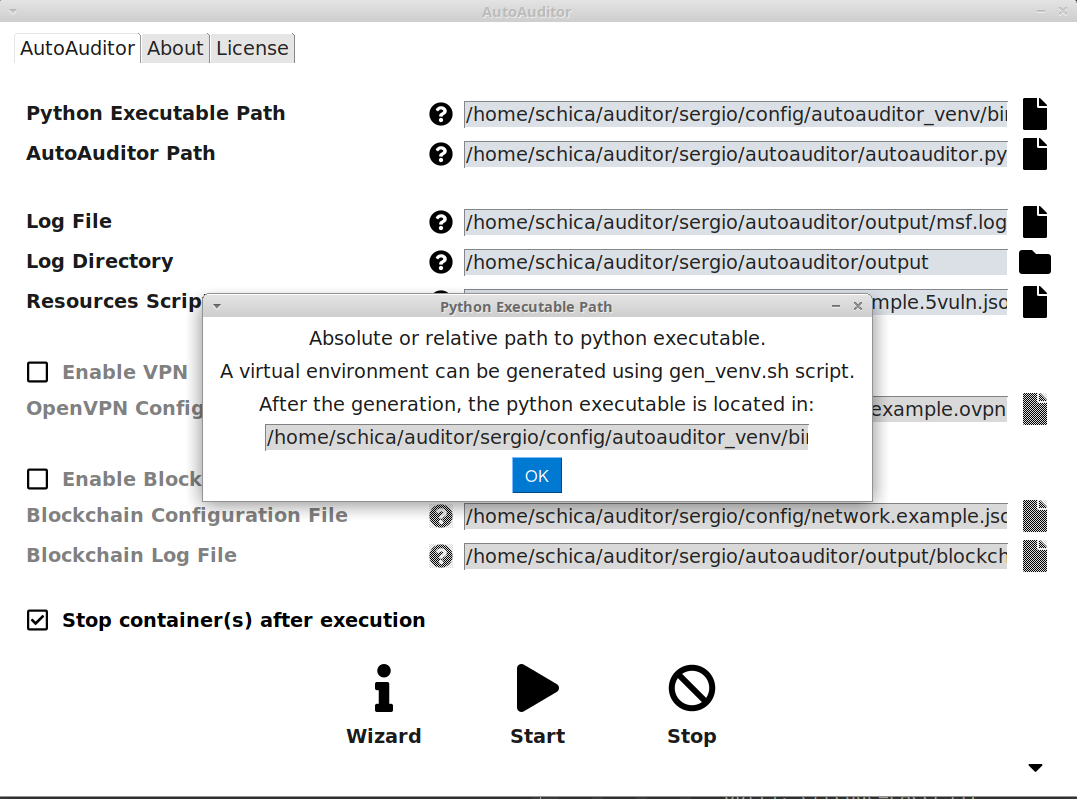 AutoAuditor
AutoAuditor About License
Python Executable Path ? /home/schica/auditor/sergio/config/autoauditor_venv/bin
AutoAuditor Path ? /home/schica/auditor/sergio/autoauditor/autoauditor.py
Log File ? /home/schica/auditor/sergio/autoauditor/output/msf.log
Log Directory ? /home/schica/auditor/sergio/autoauditor/output
Resources Scrip mple.5vuln.jso
Python Executable Path
Absolute or relative path to python executable.
A virtual environment can be generated using gen_venv.sh script.
After the generation, the python executable is located in:
/home/schica/auditor/sergio/config/autoauditor_venv/bin
OK
Enable VPN
OpenVPN Config example.ovpn
Enable Block
Blockchain Configuration File ? /home/schica/auditor/sergio/config/network.example.jso
Blockchain Log File ? /home/schica/auditor/sergio/autoauditor/output/blockch
Stop container(s) after execution
Wizard Start Stop